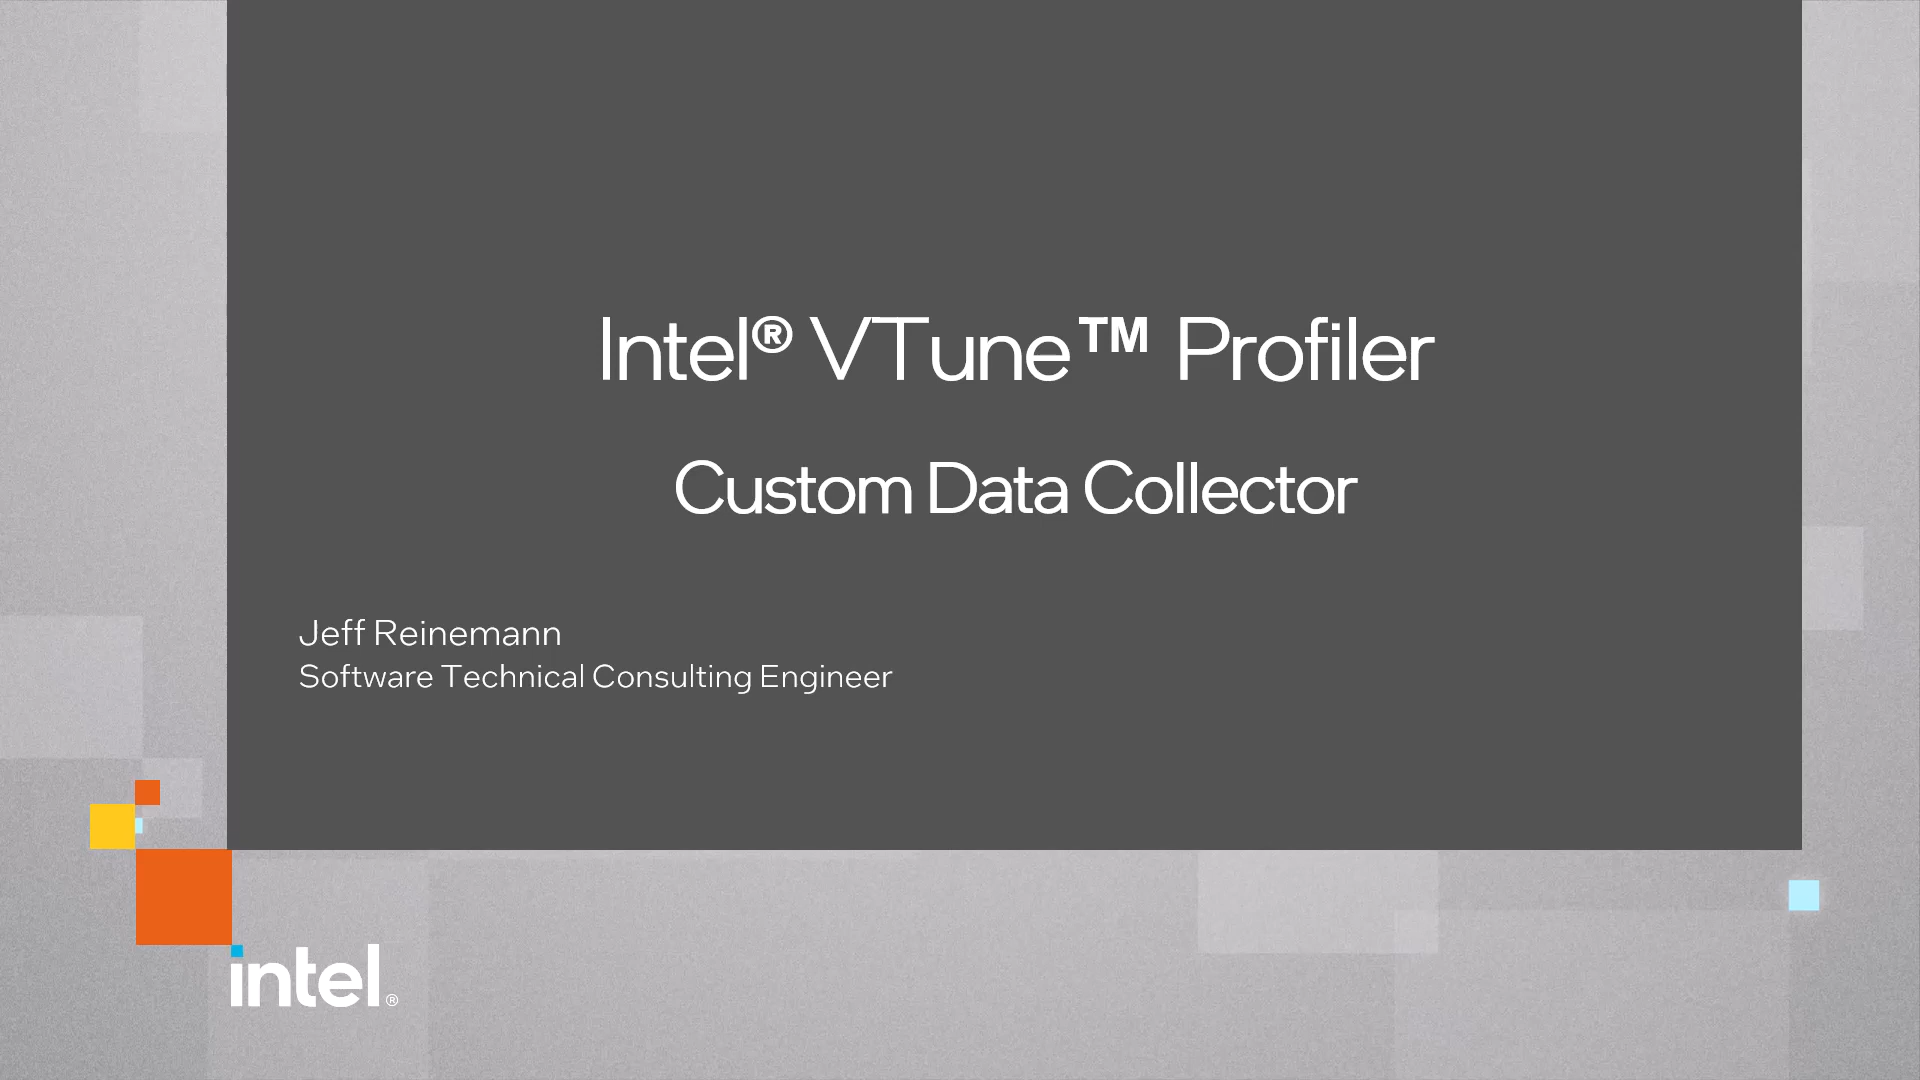 Intel® VTune™ Profiler
Custom Data Collector
Jeff Reinemann
Software Technical Consulting Engineer
intel®